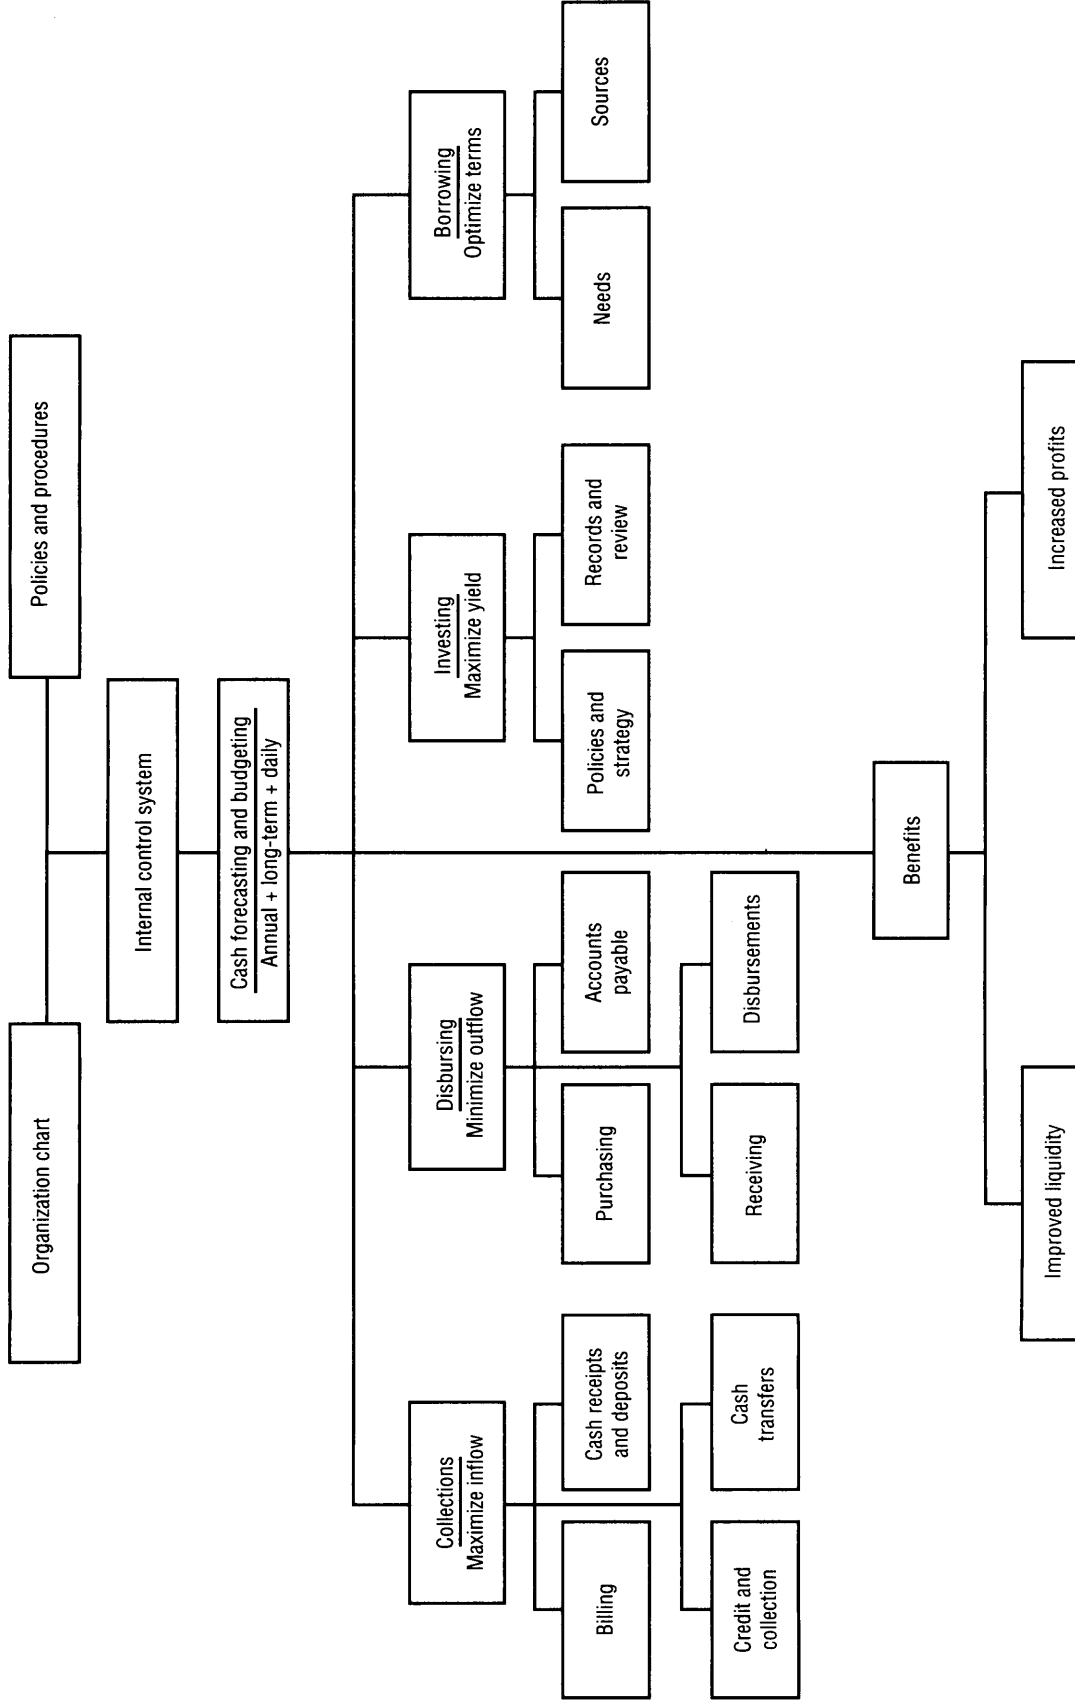 Organization chart
Policies and procedures
Internal control system
Cash forecasting and budgeting
Annual + long-term + daily
Collections
Maximize inflow
Disbursing
Minimize outflow
Investing
Maximize yield
Borrowing
Optimize terms
Billing
Cash receipts
and deposits
Purchasing
Accounts
payable
Policies and
strategy
Records and
review
Needs
Sources
Credit and
collection
Cash
transfers
Receiving
Disbursements
Benefits
Improved liquidity
Increased profits